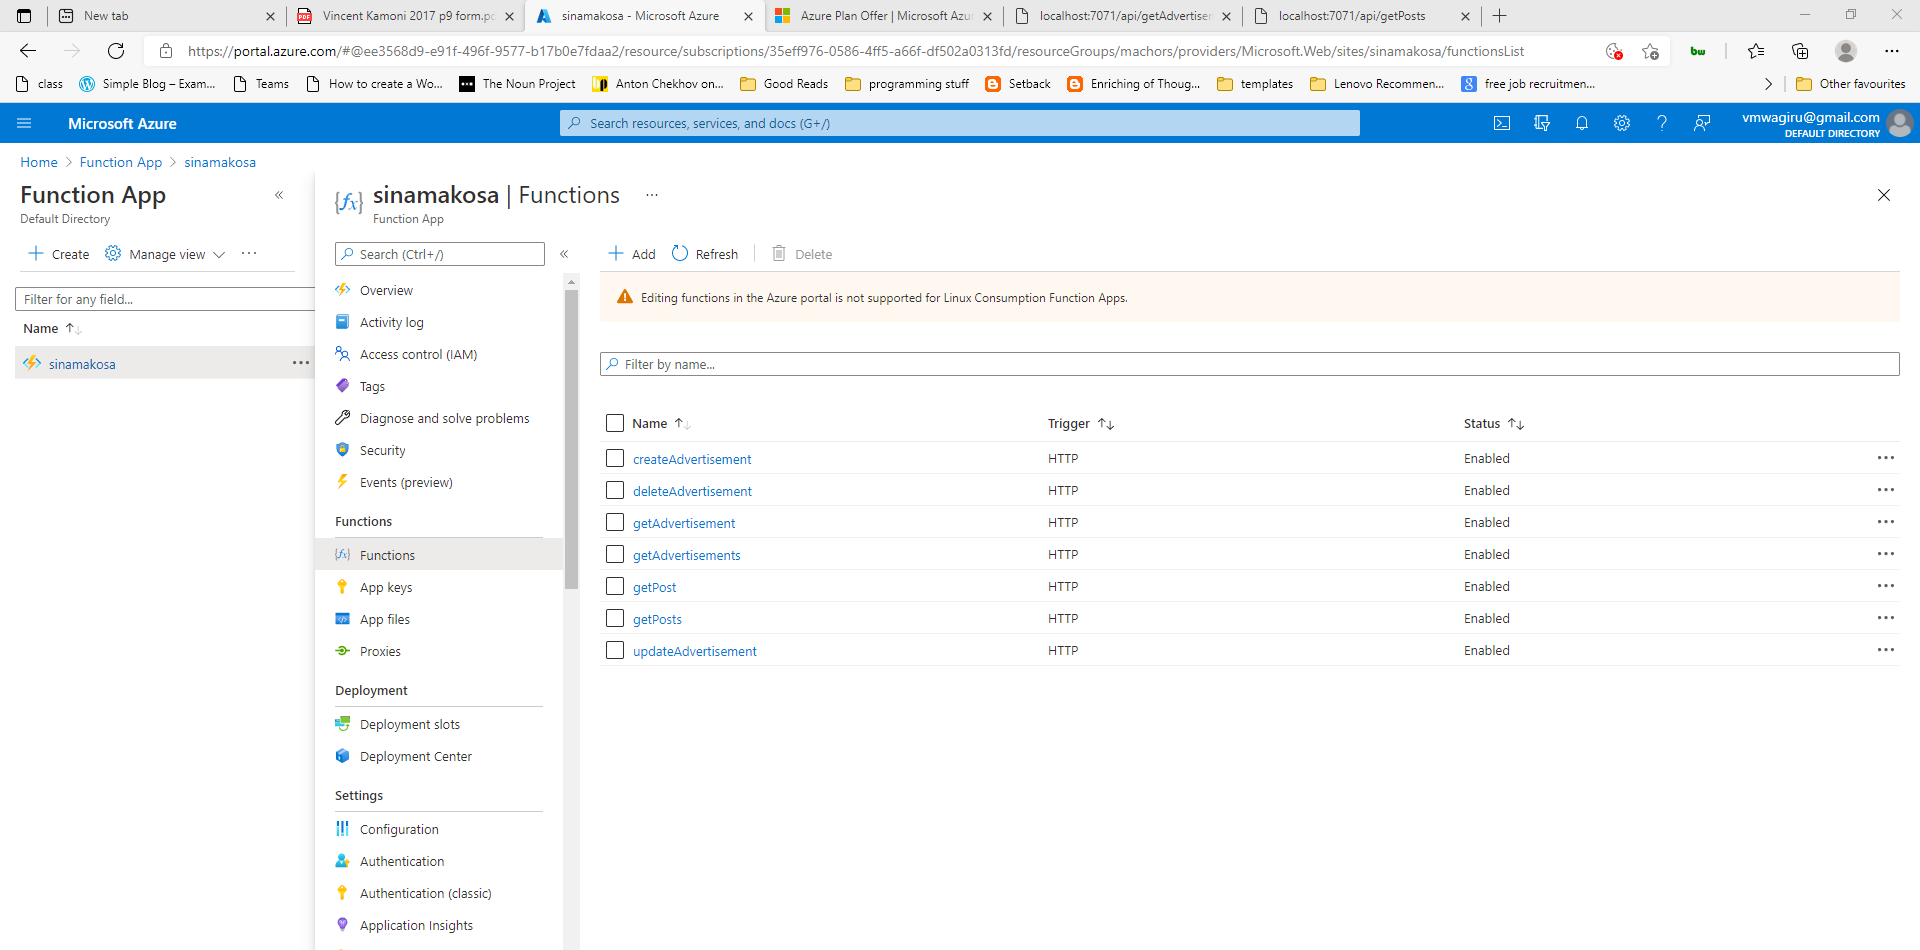 New tab
Vincent Kamoni 2017 p9 form.p
sinamakosa - Microsoft Azure
Azure Plan Offer | Microsoft Azu
localhost:7071/api/getAdvertisem
localhost:7071/api/getPosts
https://portal.azure.com/#@ee3568d9-e91f-496f-9577-b17b0e7fdaa2/resource/subscriptions/35eff976-0586-4ff5-a66f-df502a0313fd/resourceGroups/machors/providers/Microsoft.Web/sites/sinamakosa/functionsList
bw
class
Simple Blog – Exam...
Teams
How to create a Wo...
The Noun Project
Anton Chekhov on...
Good Reads
programming stuff
Setback
Enriching of Thoug...
templates
Lenovo Recommen...
free job recruitmen...
Other favourites
Microsoft Azure
Search resources, services, and docs (G+/)
vmwagiru@gmail.com
DEFAULT DIRECTORY
Home > Function App > sinamakosa
Function App
Default Directory
Create
Manage view
Filter for any field...
Name
sinamakosa
sinamakosa | Functions
Function App
Search (Ctrl+/)
Overview
Activity log
Access control (IAM)
Tags
Diagnose and solve problems
Security
Events (preview)
Functions
Functions
App keys
App files
Proxies
Deployment
Deployment slots
Deployment Center
Settings
Configuration
Authentication
Authentication (classic)
Application Insights
Add
Refresh
Delete
Editing functions in the Azure portal is not supported for Linux Consumption Function Apps.
Filter by name...
Name Trigger Status
createAdvertisement HTTP Enabled
deleteAdvertisement HTTP Enabled
getAdvertisement HTTP Enabled
getAdvertisements HTTP Enabled
getPost HTTP Enabled
getPosts HTTP Enabled
updateAdvertisement HTTP Enabled